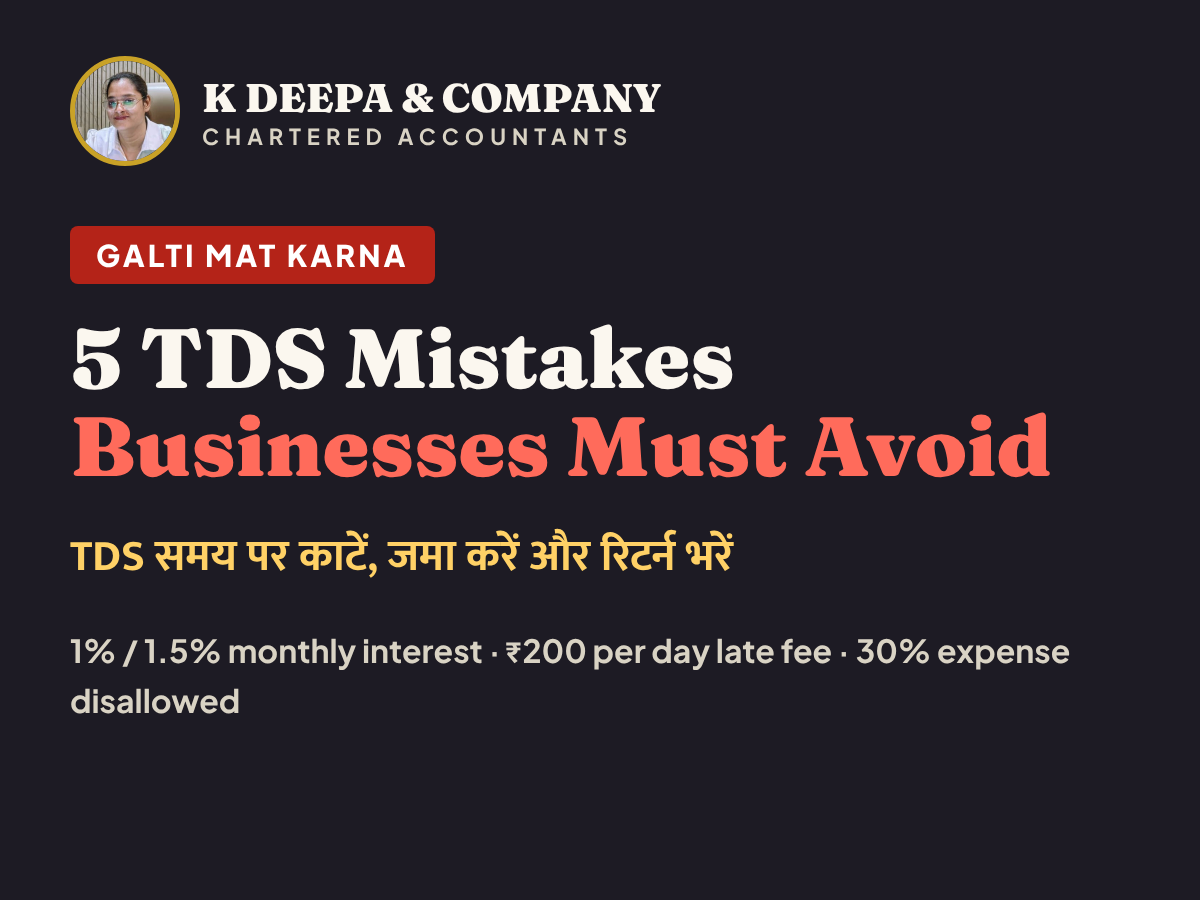 K DEEPA & COMPANY
CHARTERED ACCOUNTANTS
GALTI MAT KARNA
5 TDS Mistakes
Businesses Must Avoid
TDS समय पर काटें, जमा करें और रिटर्न भरें
1% / 1.5% monthly interest · ₹200 per day late fee · 30% expense
disallowed